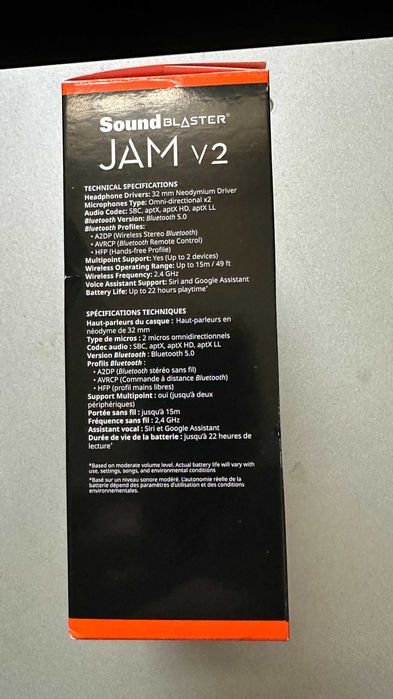 Sound BLASTER®
JAM V2
TECHNICAL SPECIFICATIONS
Headphone Drivers: 32 mm Neodymium Driver
Microphones Type: Omni-directional x2
Audio Codec: SBC, aptX, aptX HD, aptX LL
Bluetooth Version: Bluetooth 5.0
Bluetooth Profiles:
• A2DP (Wireless Stereo Bluetooth)
• AVRCP (Bluetooth Remote Control)
• HFP (Hands-free Profile)
Multipoint Support: Yes (Up to 2 devices)
Wireless Operating Range: Up to 15m / 49 ft
Wireless Frequency: 2.4 GHz
Voice Assistant Support: Siri and Google Assistant
Battery Life: Up to 22 hours playtime*
SPÉCIFICATIONS TECHNIQUES
Haut-parleurs du casque : Haut-parleurs en
néodyme de 32 mm
Type de micros : 2 micros omnidirectionnels
Codec audio : SBC, aptX, aptX HD, aptX LL
Version Bluetooth : Bluetooth 5.0
Profils Bluetooth :
• A2DP (Bluetooth stéréo sans fil)
• AVRCP (Commande à distance Bluetooth)
• HFP (profil mains libres)
Support Multipoint : oui (jusqu'à deux
périphériques)
Portée sans fil : jusqu'à 15m
Fréquence sans fil : 2,4 GHz
Assistant vocal : Siri et Google Assistant
Durée de vie de la batterie : jusqu'à 22 heures de
lecture*
*Based on moderate volume level. Actual battery life will vary with
use, settings, songs, and environmental conditions
*Basé sur un niveau sonore modéré. L'autonomie réelle de la
batterie dépend des paramètres d'utilisation et des conditions
environnementales.